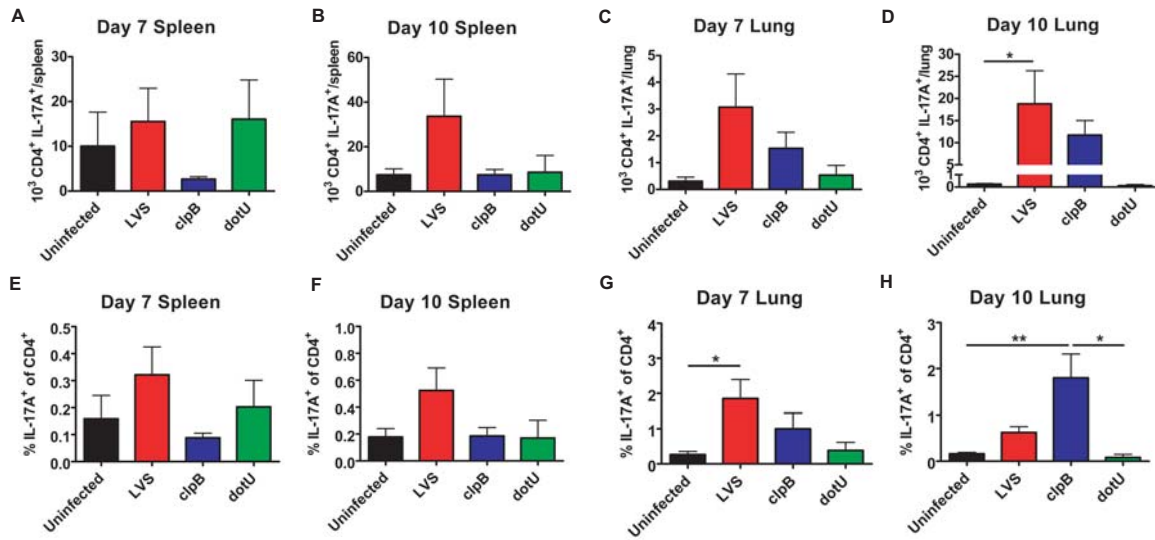 A
Day 7 Spleen
10³ CD4⁺ IL-17A⁺/spleen
30
20
10
0
Uninfected
LVS
clpB
dotU
B
Day 10 Spleen
10³ CD4⁺ IL-17A⁺/spleen
60
40
20
0
Uninfected
LVS
clpB
dotU
C
Day 7 Lung
10³ CD4⁺ IL-17A⁺/lung
5
4
3
2
1
0
Uninfected
LVS
clpB
dotU
D
Day 10 Lung
10³ CD4⁺ IL-17A⁺/lung
30
25
20
15
10
5
0
*
Uninfected
LVS
clpB
dotU
E
Day 7 Spleen
% IL-17A⁺ of CD4⁺
0.5
0.4
0.3
0.2
0.1
0.0
Uninfected
LVS
clpB
dotU
F
Day 10 Spleen
% IL-17A⁺ of CD4⁺
1.0
0.8
0.6
0.4
0.2
0.0
Uninfected
LVS
clpB
dotU
G
Day 7 Lung
% IL-17A⁺ of CD4⁺
4
3
2
1
0
*
Uninfected
LVS
clpB
dotU
H
Day 10 Lung
% IL-17A⁺ of CD4⁺
3
2
1
0
**
*
Uninfected
LVS
clpB
dotU